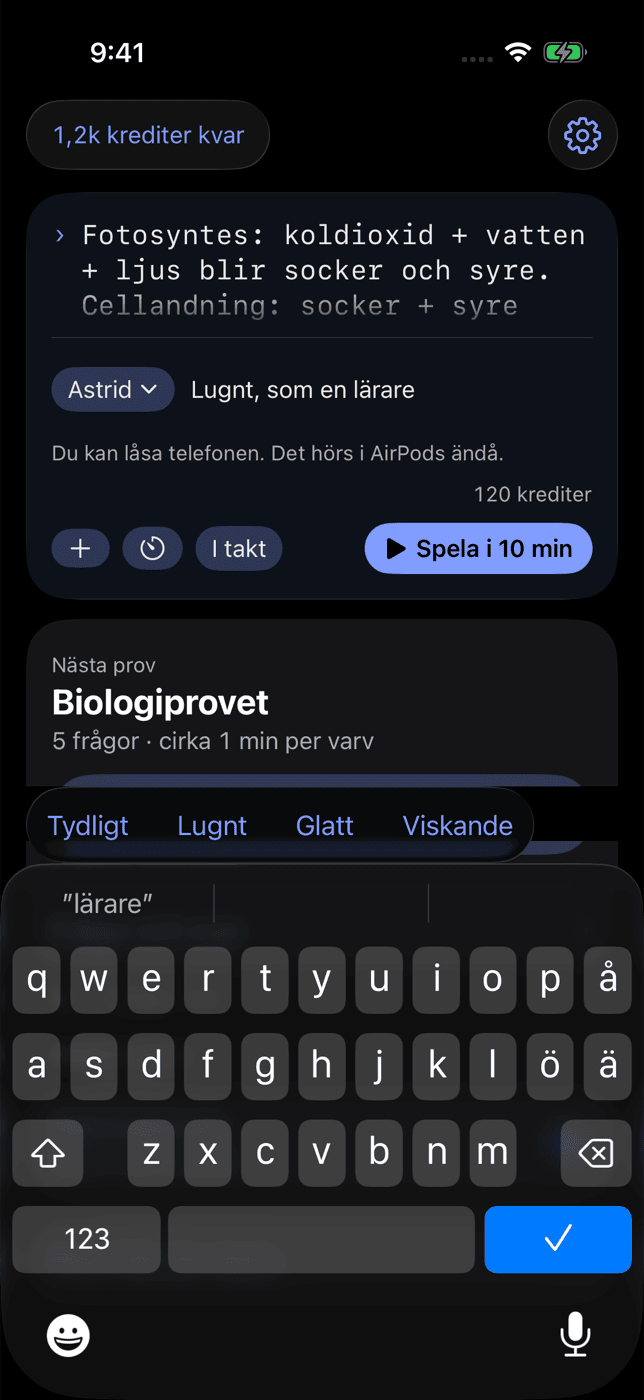 9:41
1,2k krediter kvar
› Fotosyntes: koldioxid + vatten
+ ljus blir socker och syre.
Cellandning: socker + syre
Astrid
Lugnt, som en lärare
Du kan låsa telefonen. Det hörs i AirPods ändå.
120 krediter
I takt
Spela i 10 min
Nästa prov
Biologiprovet
5 frågor · cirka 1 min per varv
Tydligt Lugnt Glatt Viskande
"lärare"
q w e r t y u i o p å
a s d f g h j k l ö ä
z x c v b n m
123